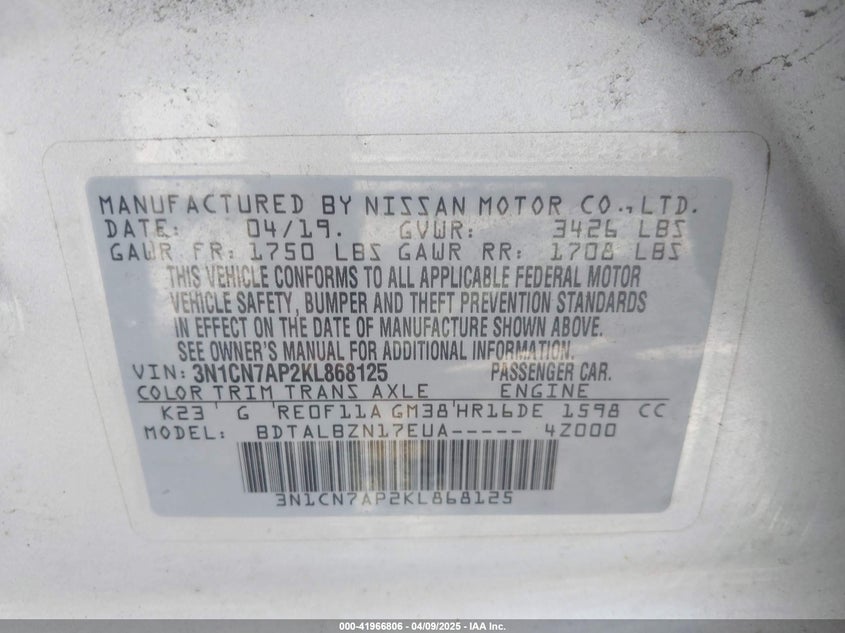 MANUFACTURED BY NISSAN MOTOR CO., LTD.
DATE: 04/19. GVWR: 3426 LBS
GAWR FR: 1750 LBS GAWR RR: 1708 LBS
THIS VEHICLE CONFORMS TO ALL APPLICABLE FEDERAL MOTOR
VEHICLE SAFETY, BUMPER AND THEFT PREVENTION STANDARDS
IN EFFECT ON THE DATE OF MANUFACTURE SHOWN ABOVE.
SEE OWNER'S MANUAL FOR ADDITIONAL INFORMATION.
VIN: 3N1CN7AP2KL868125 PASSENGER CAR.
COLOR TRIM TRANS AXLE ENGINE
K23 G RE0F11A GM38 HR16DE 1598 CC
MODEL: BDTALBZN17EUA----- 4Z000
3N1CN7AP2KL868125
000-41966806 - 04/09/2025 - IAA Inc.